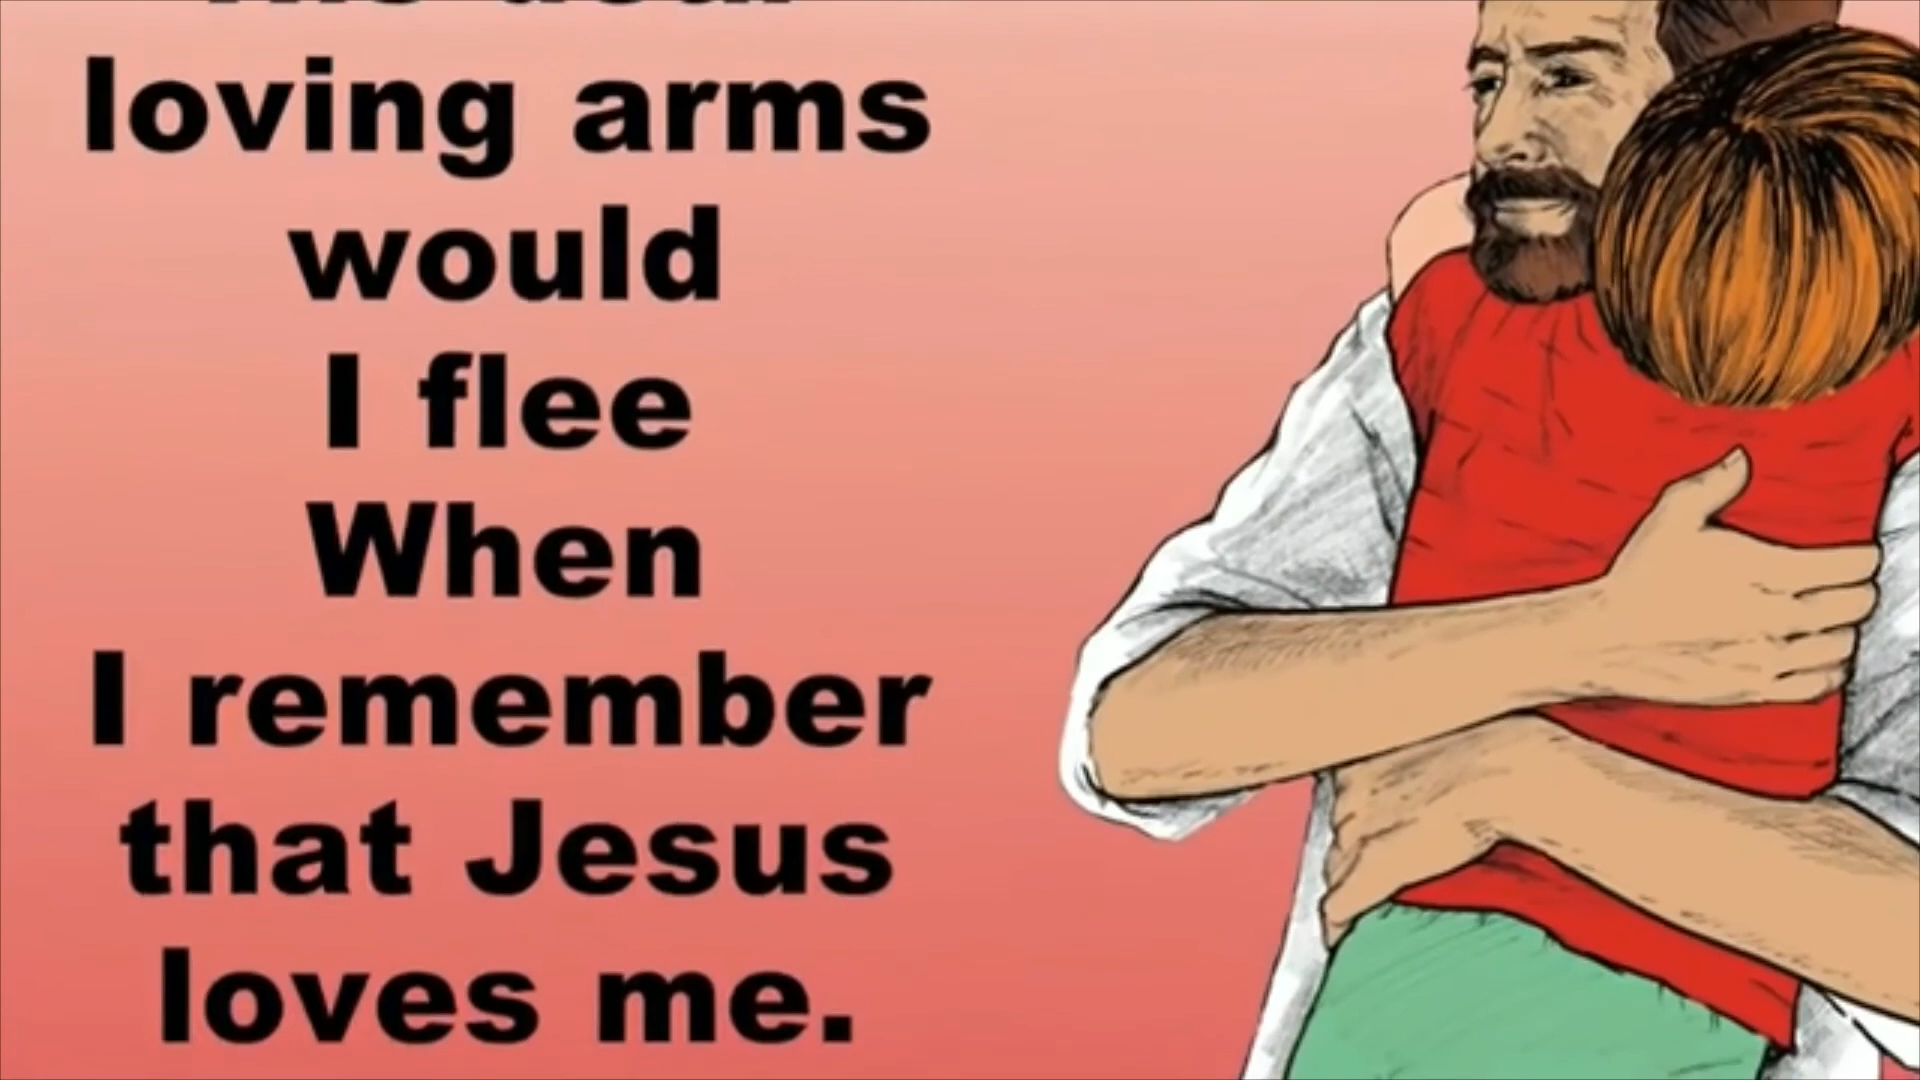 loving arms
would
I flee
When
I remember
that Jesus
loves me.